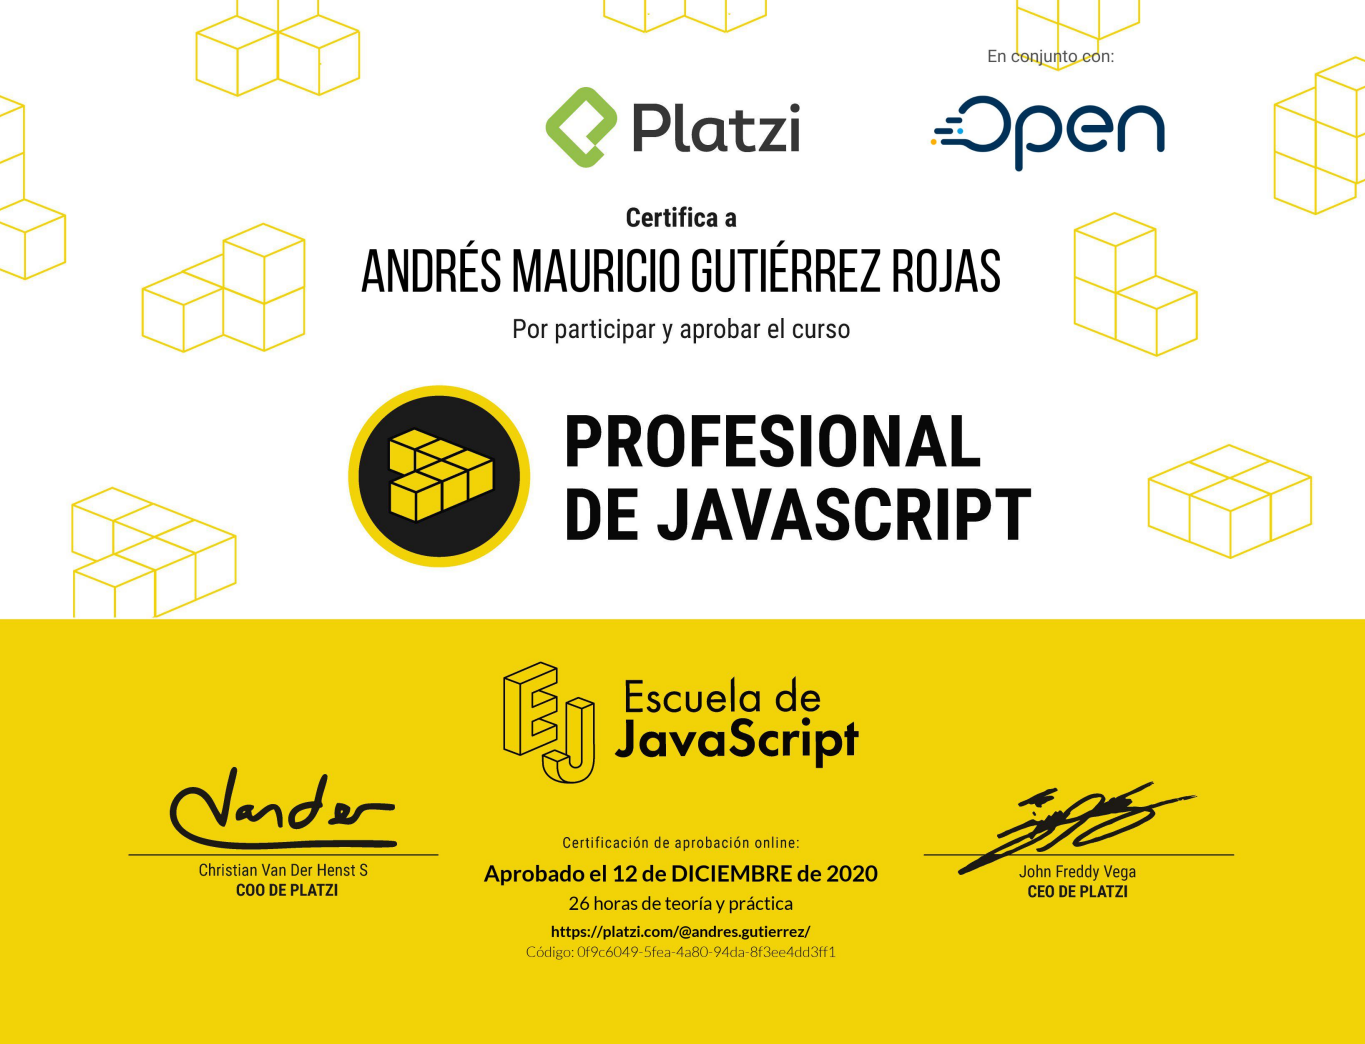 En conjunto con:
Platzi
Open
Certifica a
ANDRÉS MAURICIO GUTIÉRREZ ROJAS
Por participar y aprobar el curso
PROFESIONAL
DE JAVASCRIPT
EJ
Escuela de
JavaScript
Vander
Christian Van Der Henst S
COO DE PLATZI
Certificación de aprobación online:
Aprobado el 12 de DICIEMBRE de 2020
26 horas de teoría y práctica
https://platzi.com/@andres.gutierrez/
Código: 0f9c6049-5fea-4a80-94da-8f3ee4dd3ff1
John Freddy Vega
CEO DE PLATZI